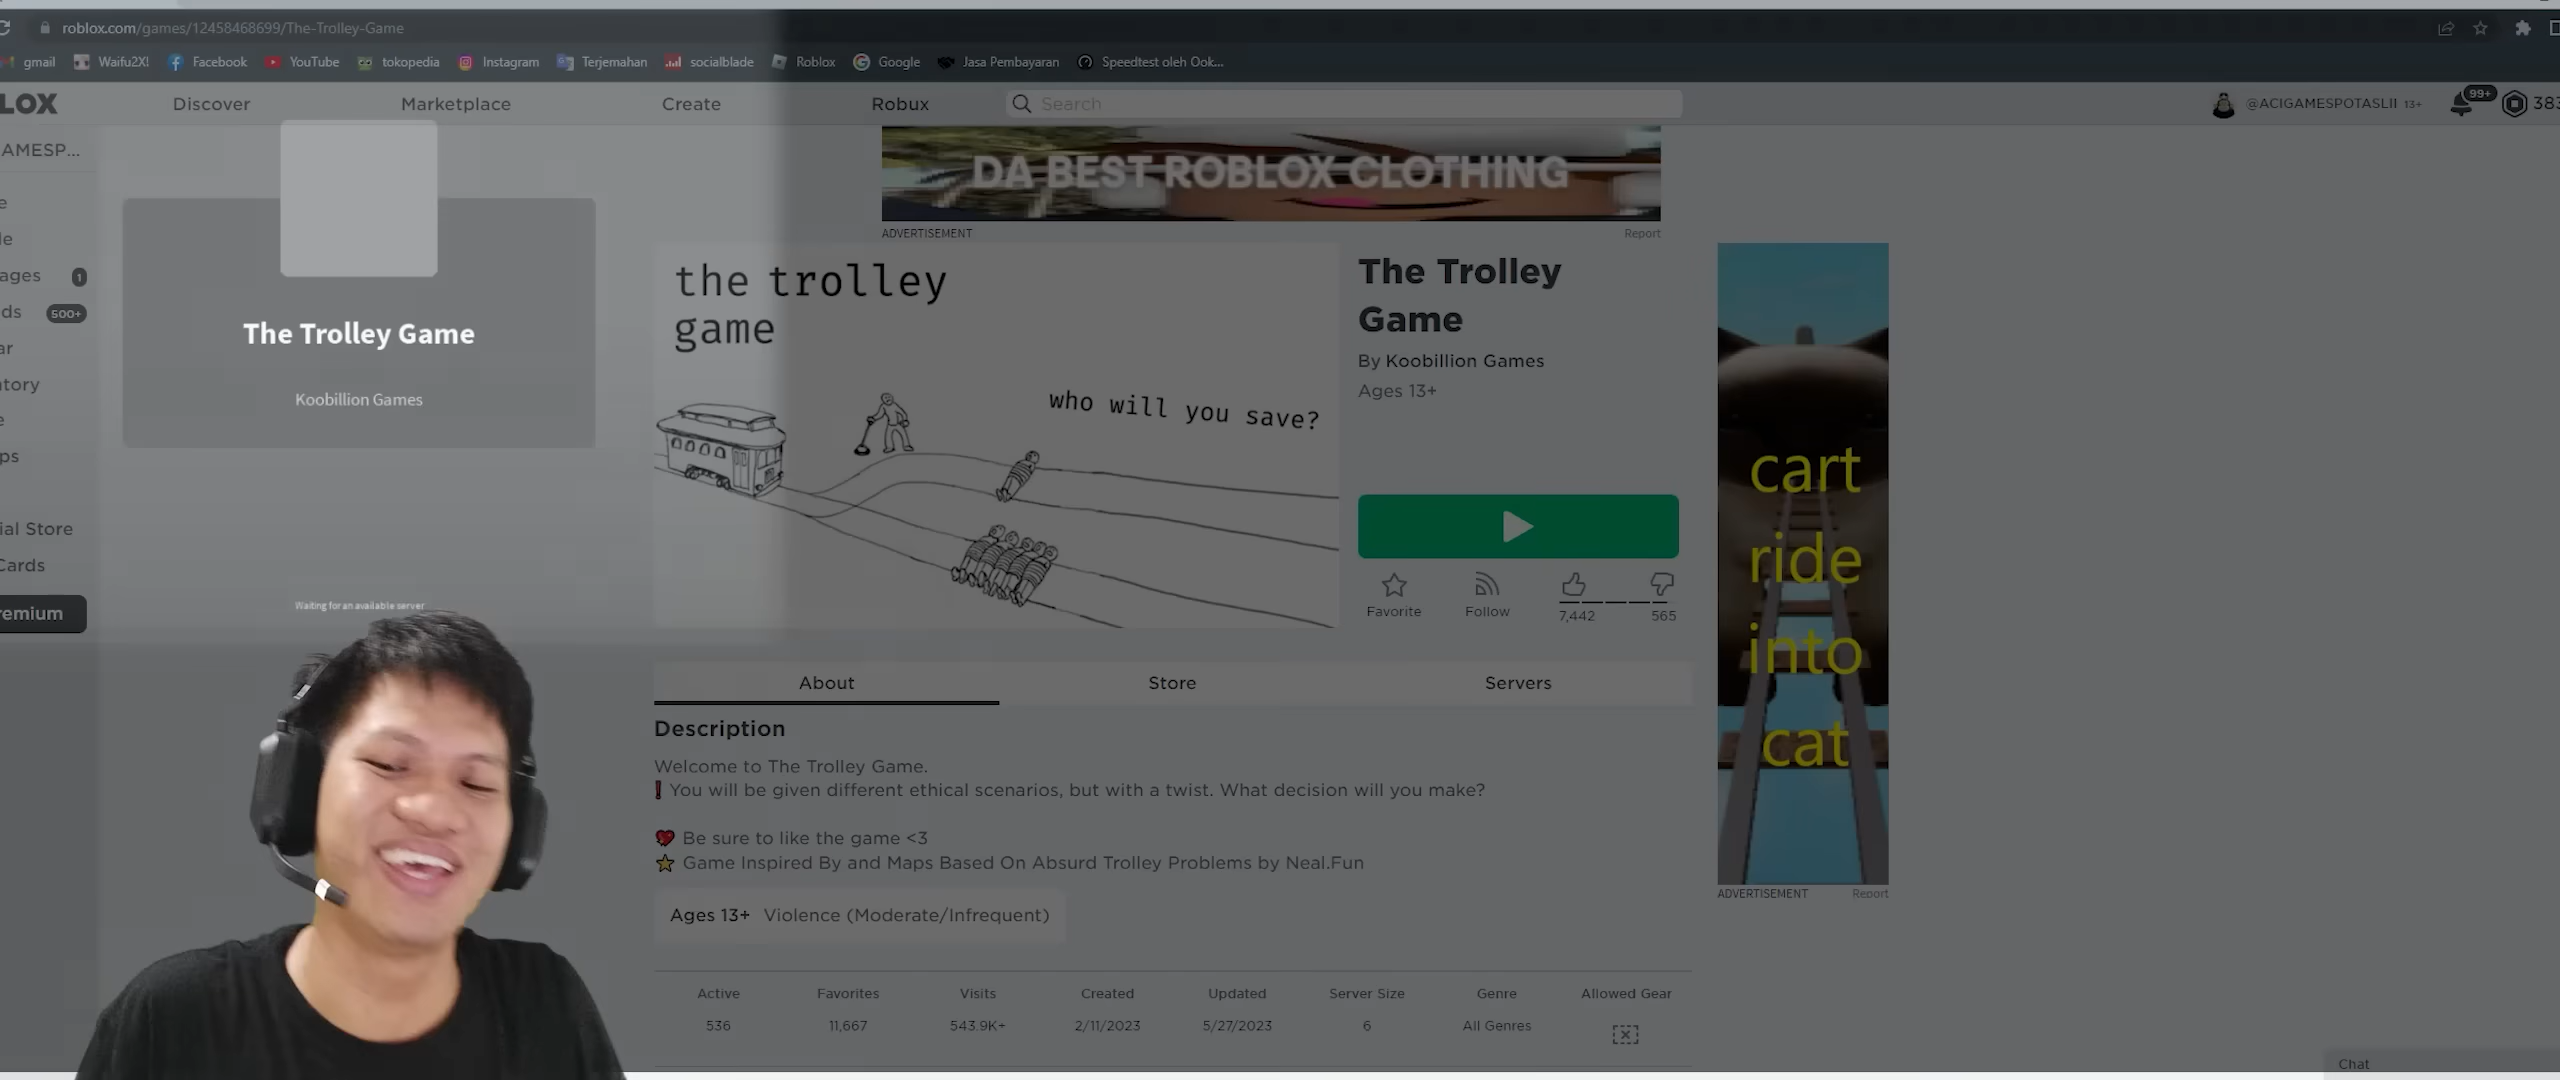 roblox.com/games/12458468699/The-Trolley-Game
gmail Waifu2X! Facebook YouTube tokopedia Instagram Terjemahan socialblade Roblox Google Jasa Pembayaran Speedtest oleh Ook...
LOX Discover Marketplace Create Robux Search @ACIGAMESPOTASLII 13+ 99+ 383
AMESP...
DA BEST ROBLOX CLOTHING
ADVERTISEMENT Report
e
le
ages 1
ds 500+
ar
ntory
e
ps
ial Store
Cards
remium
The Trolley Game
Koobillion Games
Waiting for an available server
the trolley
game
who will you save?
The Trolley
Game
By Koobillion Games
Ages 13+
Favorite Follow 7,442 565
cart
ride
into
cat
ADVERTISEMENT Report
About Store Servers
Description
Welcome to The Trolley Game.
❗ You will be given different ethical scenarios, but with a twist. What decision will you make?
💖 Be sure to like the game <3
⭐ Game Inspired By and Maps Based On Absurd Trolley Problems by Neal.Fun
Ages 13+ Violence (Moderate/Infrequent)
Active Favorites Visits Created Updated Server Size Genre Allowed Gear
536 11,667 543.9K+ 2/11/2023 5/27/2023 6 All Genres
Chat